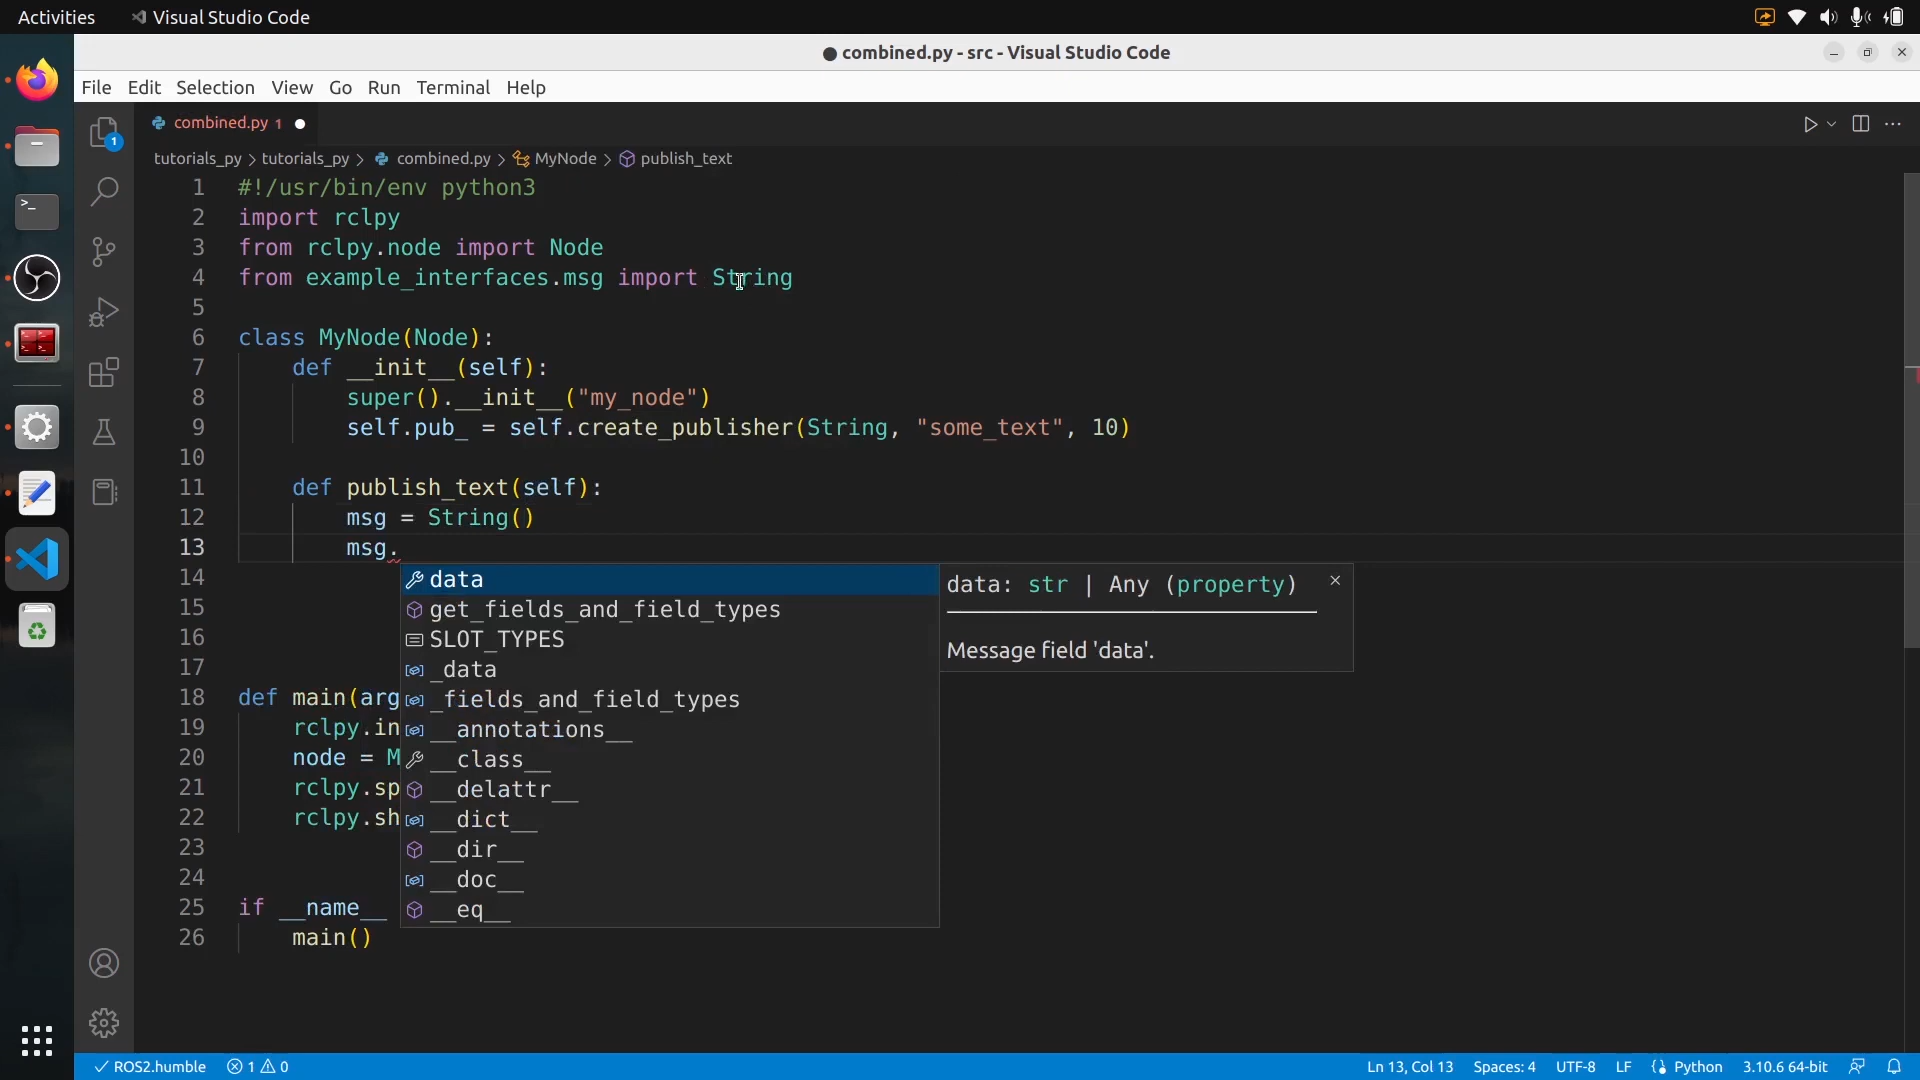 Activities Visual Studio Code
combined.py - src - Visual Studio Code
File Edit Selection View Go Run Terminal Help
combined.py 1
tutorials_py > tutorials_py > combined.py > MyNode > publish_text
1 #!/usr/bin/env python3
2 import rclpy
3 from rclpy.node import Node
4 from example_interfaces.msg import String
5
6 class MyNode(Node):
7 def __init__(self):
8 super().__init__("my_node")
9 self.pub_ = self.create_publisher(String, "some_text", 10)
10
11 def publish_text(self):
12 msg = String()
13 msg.
14 data data: str | Any (property)
get_fields_and_field_types
15
SLOT_TYPES Message field 'data'.
16
_data
17
18 def main(arg _fields_and_field_types
19 rclpy.in __annotations__
20 node = M __class__
21 rclpy.sp __delattr__
22 rclpy.sh __dict__
23 __dir__
24 __doc__
25 if __name__ __eq__
26 main()
ROS2.humble 1 0 Ln 13, Col 13 Spaces: 4 UTF-8 LF Python 3.10.6 64-bit